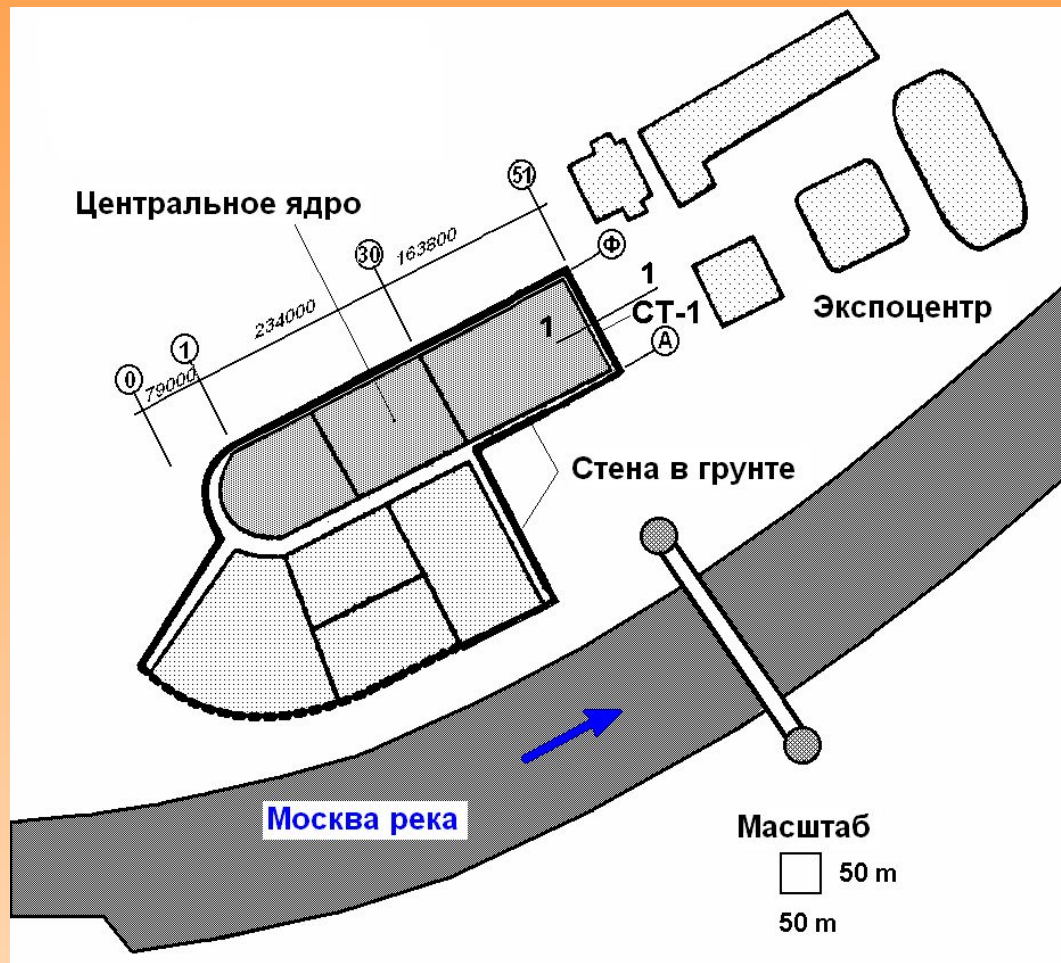 51
Центральное ядро
30
163800
Ф
1
234000
СТ-1
Экспоцентр
1
1
А
0
79000
Стена в грунте
Москва река
Масштаб
50 m
50 m